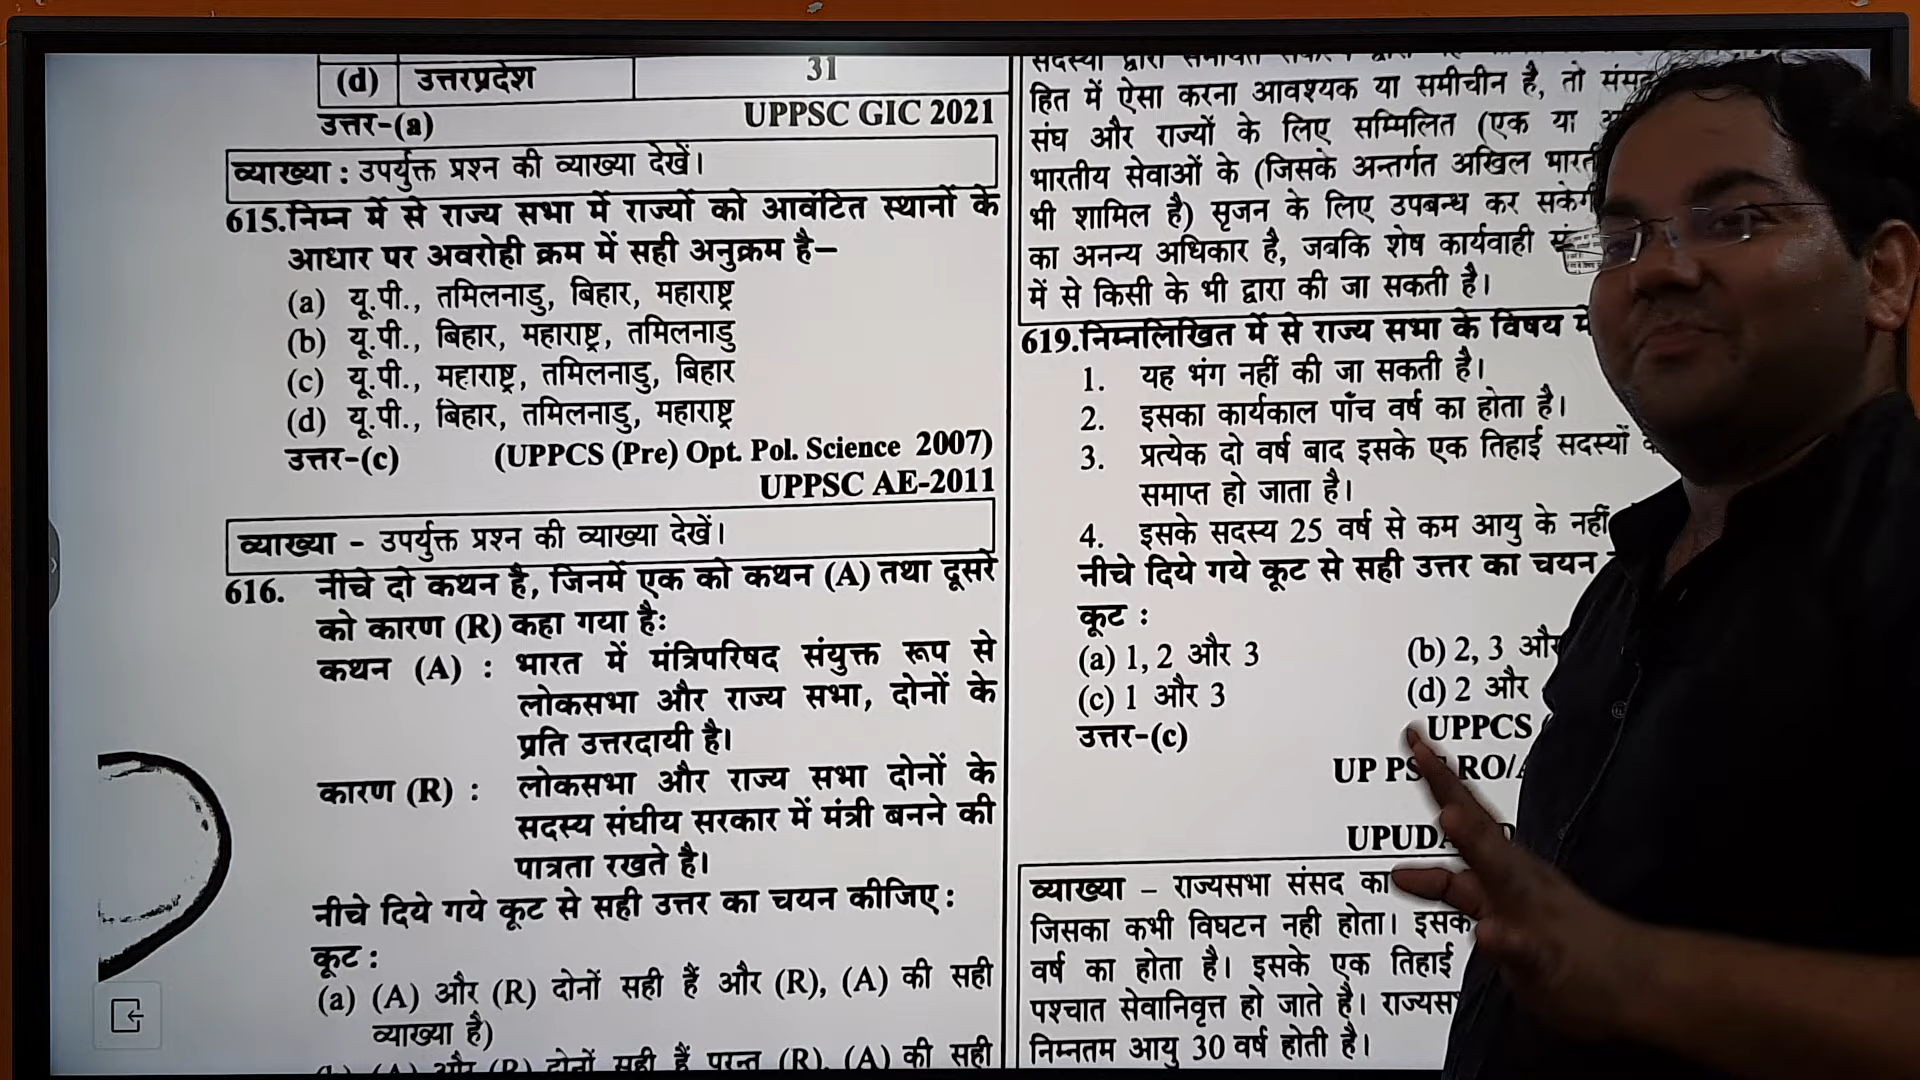 (d) उत्तरप्रदेश 31
उत्तर-(a) UPPSC GIC 2021
व्याख्या : उपर्युक्त प्रश्न की व्याख्या देखें।
615.निम्न में से राज्य सभा में राज्यों को आवंटित स्थानों के
आधार पर अवरोही क्रम में सही अनुक्रम है–
(a) यू.पी., तमिलनाडु, बिहार, महाराष्ट्र
(b) यू.पी., बिहार, महाराष्ट्र, तमिलनाडु
(c) यू.पी., महाराष्ट्र, तमिलनाडु, बिहार
(d) यू.पी., बिहार, तमिलनाडु, महाराष्ट्र
उत्तर-(c) (UPPCS (Pre) Opt. Pol. Science 2007)
UPPSC AE-2011
व्याख्या - उपर्युक्त प्रश्न की व्याख्या देखें।
616. नीचे दो कथन है, जिनमें एक को कथन (A) तथा दूसरे
को कारण (R) कहा गया हैः
कथन (A) : भारत में मंत्रिपरिषद संयुक्त रूप से
लोकसभा और राज्य सभा, दोनों के
प्रति उत्तरदायी है।
कारण (R) : लोकसभा और राज्य सभा दोनों के
सदस्य संघीय सरकार में मंत्री बनने की
पात्रता रखते है।
नीचे दिये गये कूट से सही उत्तर का चयन कीजिए :
कूट :
(a) (A) और (R) दोनों सही हैं और (R), (A) की सही
व्याख्या है)
(A) और (R) दोनों सही हैं परन्तु (R), (A) की सही
सदस्यों द्वारा
हित में ऐसा करना आवश्यक या समीचीन है, तो
संघ और राज्यों के लिए सम्मिलित (एक या
भारतीय सेवाओं के (जिसके अन्तर्गत अखिल
भी शामिल है) सृजन के लिए उपबन्ध कर
का अनन्य अधिकार है, जबकि शेष कार्यवाही
में से किसी के भी द्वारा की जा सकती है।
619.निम्नलिखित में से राज्य सभा के विषय
1. यह भंग नहीं की जा सकती है।
2. इसका कार्यकाल पाँच वर्ष का होता है।
3. प्रत्येक दो वर्ष बाद इसके एक तिहाई सदस्यों
समाप्त हो जाता है।
4. इसके सदस्य 25 वर्ष से कम आयु के नहीं
नीचे दिये गये कूट से सही उत्तर का चयन
कूट :
(a) 1, 2 और 3 (b) 2, 3 और
(c) 1 और 3 (d) 2 और
उत्तर-(c) UPPCS
UP RO/
व्याख्या – राज्यसभा संसद का
जिसका कभी विघटन नही होता।
वर्ष का होता है। इसके एक तिहाई
पश्चात सेवानिवृत्त हो जाते है।
निम्नतम आयु 30 वर्ष होती है।